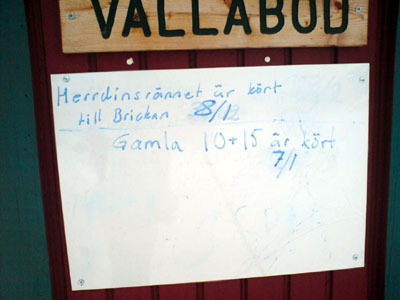 VALLABOD
Herrdinsrännet är kört
till Brickan 8/1
Gamla 10+15 är kört
7/1